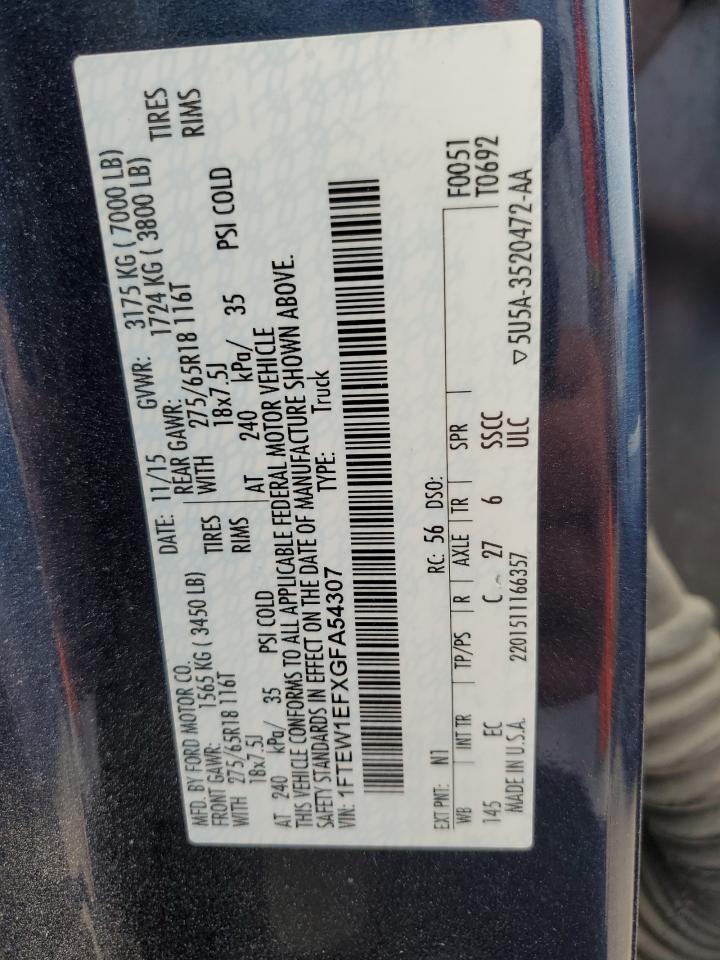 MFD. BY FORD MOTOR CO.
DATE: 11/15 GVWR: 3175 KG ( 7000 LB)
FRONT GAWR: 1565 KG ( 3450 LB)
REAR GAWR: 1724 KG ( 3800 LB)
WITH 275/65R18 116T TIRES
WITH 275/65R18 116T TIRES
18x7.5J RIMS
18x7.5J RIMS
AT 240 kPa/ 35 PSI COLD
AT 240 kPa/ 35 PSI COLD
THIS VEHICLE CONFORMS TO ALL APPLICABLE FEDERAL MOTOR VEHICLE
SAFETY STANDARDS IN EFFECT ON THE DATE OF MANUFACTURE SHOWN ABOVE.
VIN: 1FTEW1EFXGFA54307 TYPE: Truck
EXT PNT: N1 RC: 56 DSO: F0051
WB INT TR TP/PS R AXLE TR SPR T0692
145 EC C 27 6 SSCC
MADE IN U.S.A. 2201511166357 ULC ▽5U5A-3520472-AA